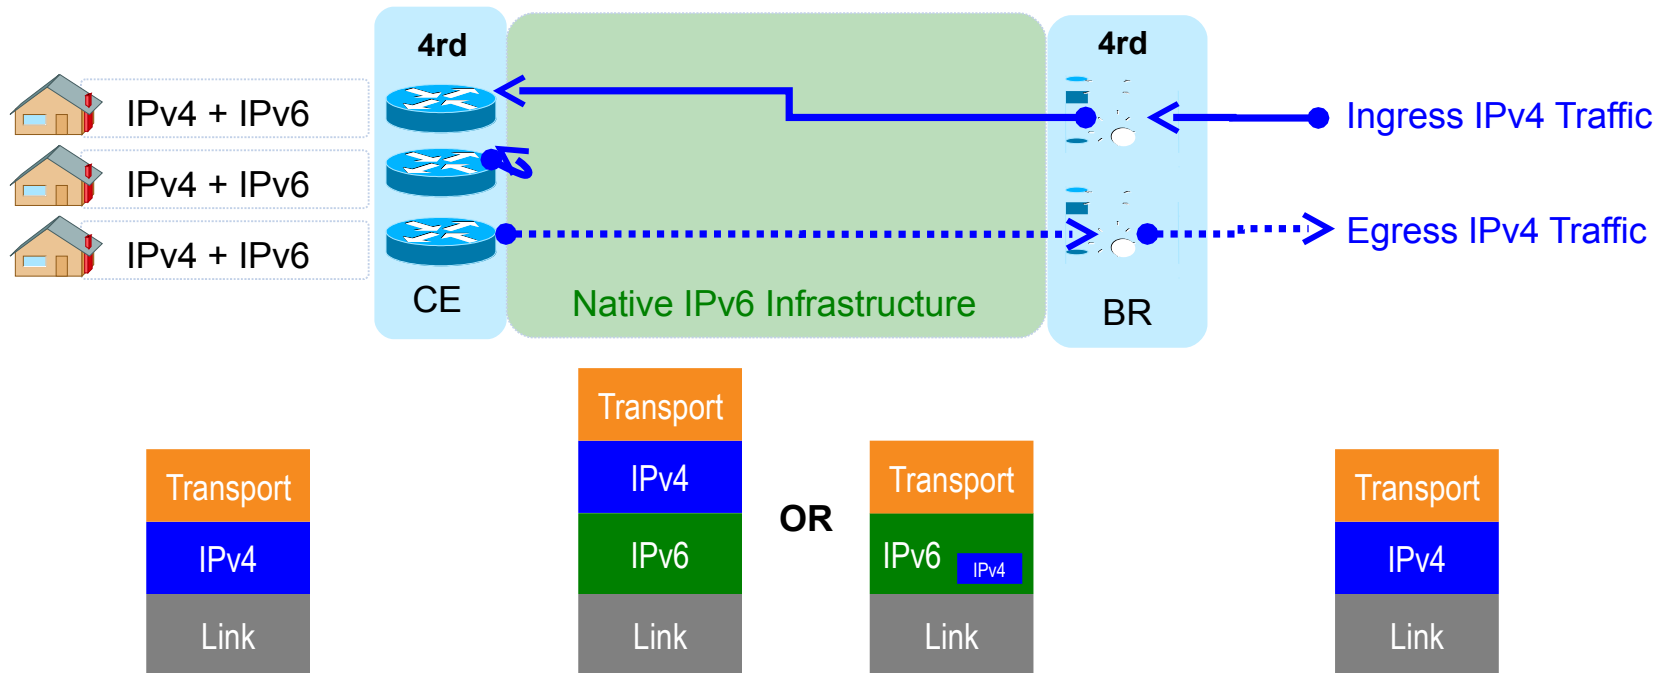 4rd
4rd
IPv4 + IPv6
Ingress IPv4 Traffic
IPv4 + IPv6
IPv4 + IPv6
Egress IPv4 Traffic
CE
Native IPv6 Infrastructure
BR
Transport
IPv4
Link
Transport
IPv4
IPv6
Link
OR
Transport
IPv6
IPv4
Link
Transport
IPv4
Link